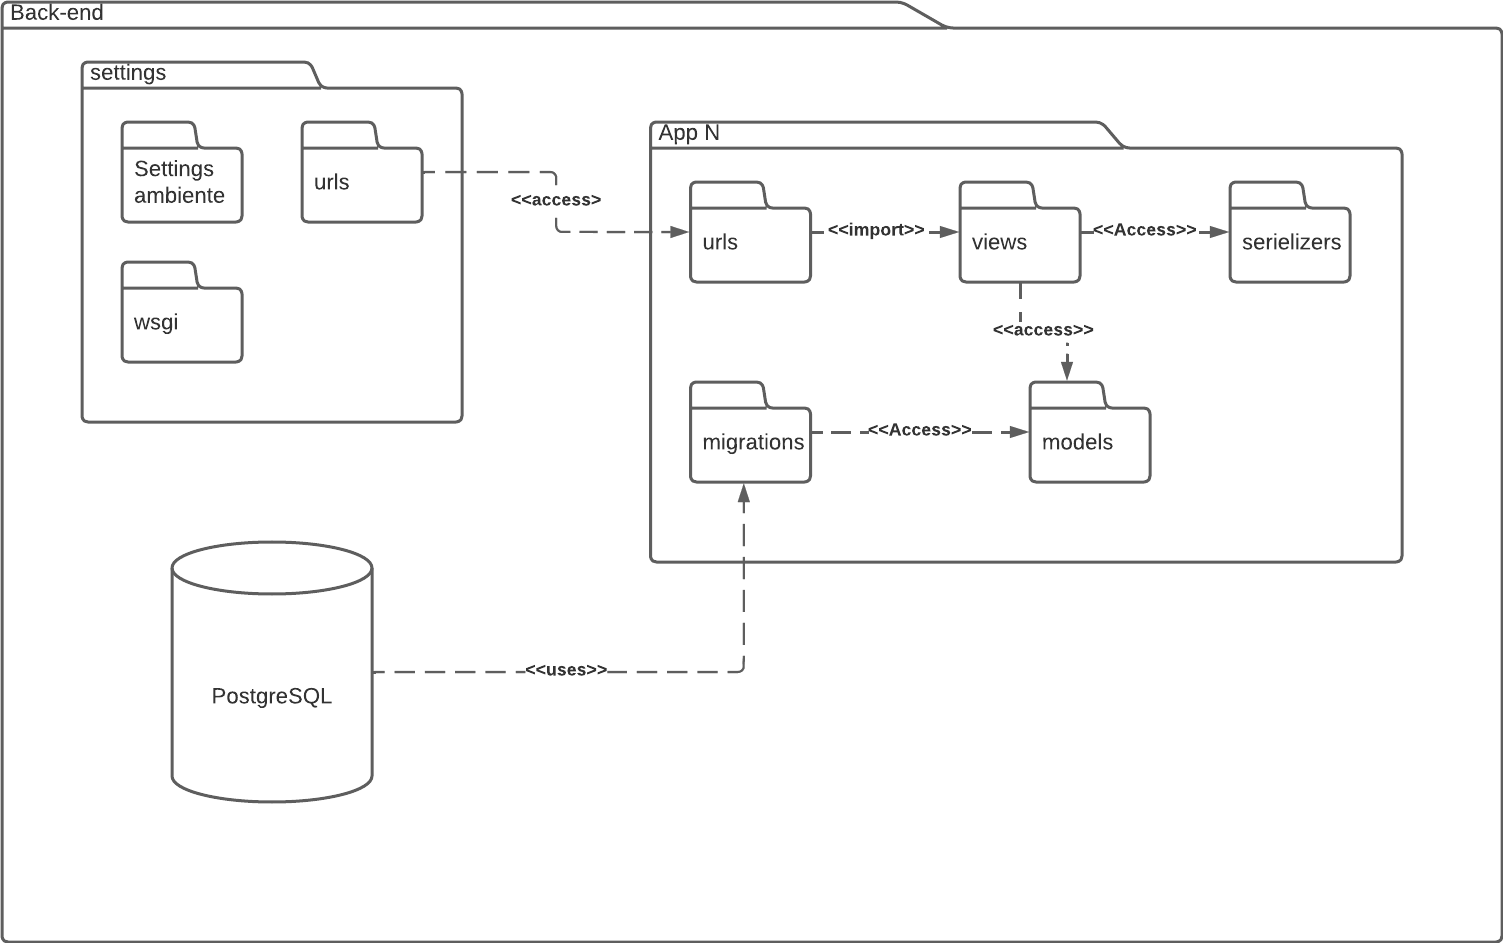 Back-end
settings
Settings
ambiente
urls
wsgi
<<access>
App N
urls
<<import>>
views
<<Access>>
serielizers
<<access>>
migrations
<<Access>>
models
PostgreSQL
<<uses>>